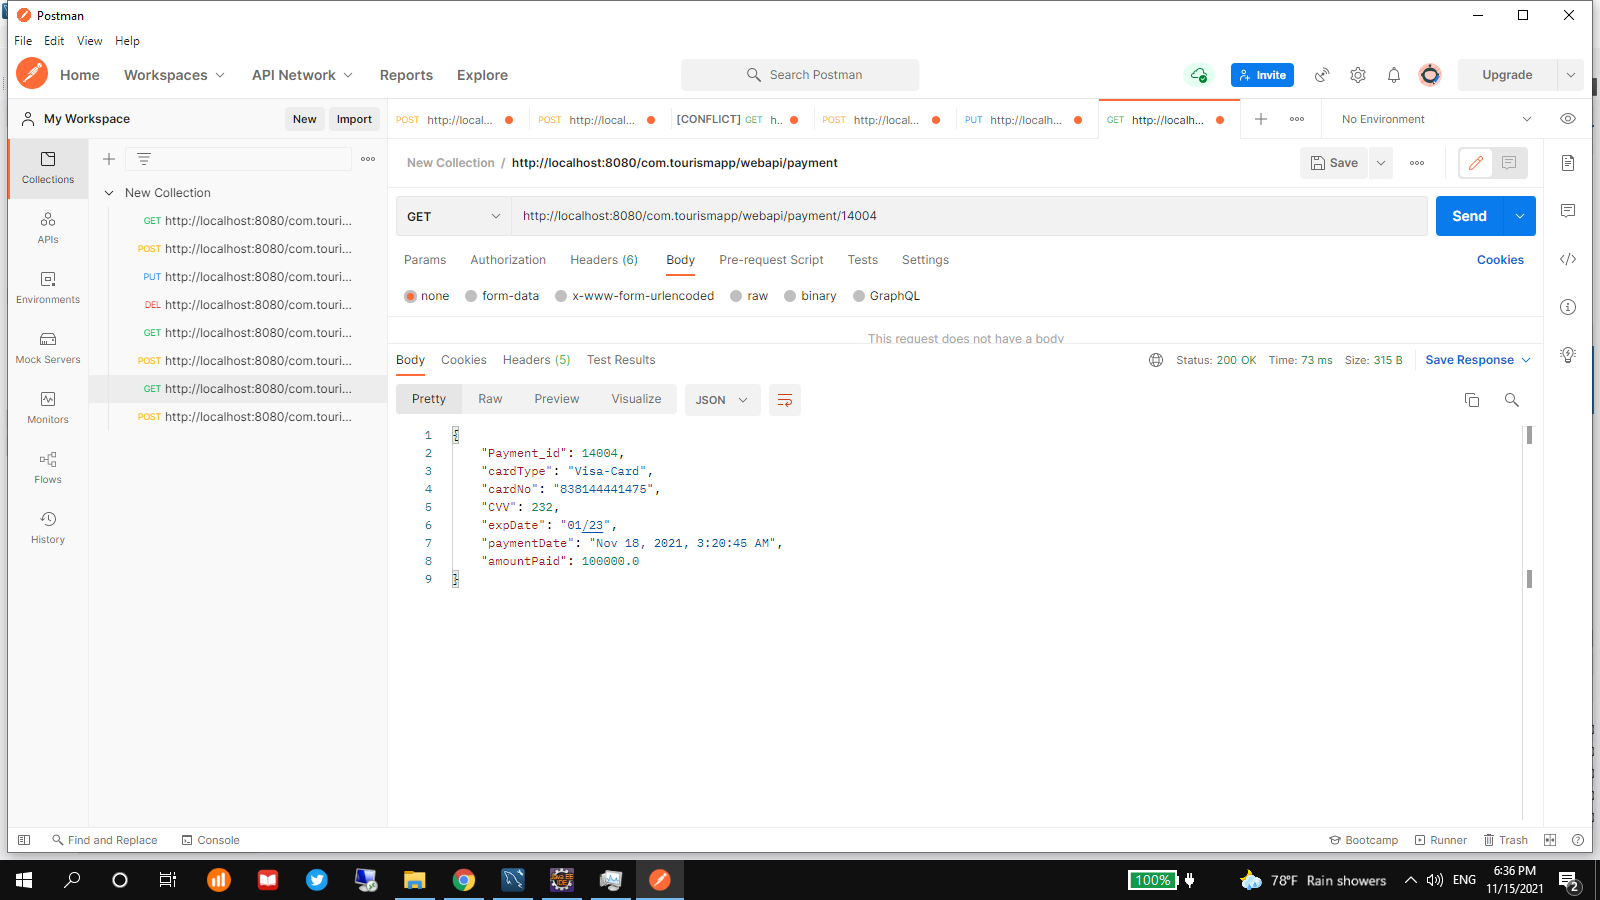 Postman
File Edit View Help
Home Workspaces API Network Reports Explore Search Postman Invite Upgrade
My Workspace New Import
POST http://local... POST http://local... [CONFLICT] GET h.. POST http://local... PUT http://localh... GET http://localh... No Environment
New Collection / http://localhost:8080/com.tourismapp/webapi/payment Save
Collections
APIs
Environments
Mock Servers
Monitors
Flows
History
New Collection
GET http://localhost:8080/com.touri...
POST http://localhost:8080/com.touri...
PUT http://localhost:8080/com.touri...
DEL http://localhost:8080/com.touri...
GET http://localhost:8080/com.touri...
POST http://localhost:8080/com.touri...
GET http://localhost:8080/com.touri...
POST http://localhost:8080/com.touri...
GET http://localhost:8080/com.tourismapp/webapi/payment/14004 Send
Params Authorization Headers (6) Body Pre-request Script Tests Settings Cookies
none form-data x-www-form-urlencoded raw binary GraphQL
This request does not have a body
Body Cookies Headers (5) Test Results Status: 200 OK Time: 73 ms Size: 315 B Save Response
Pretty Raw Preview Visualize JSON
1 {
2 "Payment_id": 14004,
3 "cardType": "Visa-Card",
4 "cardNo": "838144441475",
5 "CVV": 232,
6 "expDate": "01/23",
7 "paymentDate": "Nov 18, 2021, 3:20:45 AM",
8 "amountPaid": 100000.0
9 }
Find and Replace Console Bootcamp Runner Trash
100% 78°F Rain showers ENG 6:36 PM
11/15/2021 2